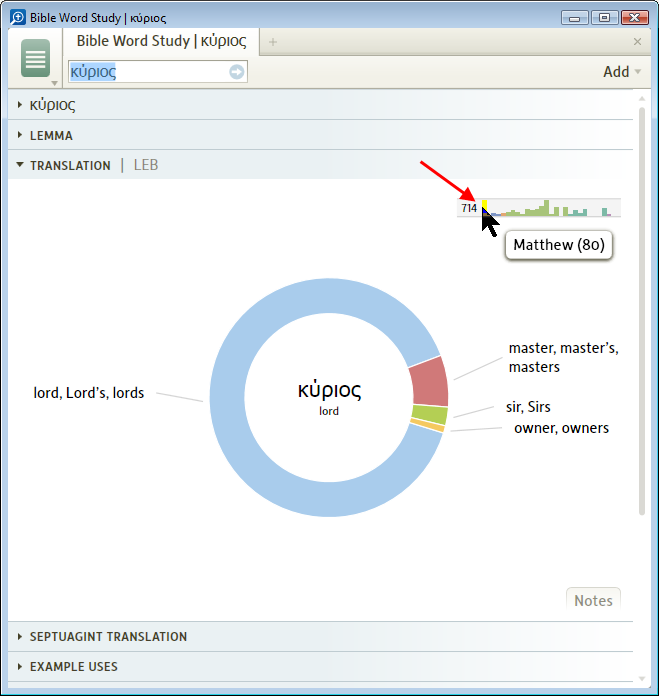 Bible Word Study | κύριος
Bible Word Study | κύριος
κύριος
Add
κύριος
LEMMA
TRANSLATION | LEB
714
Matthew (80)
master, master's,
masters
lord, Lord's, lords
κύριος
lord
sir, Sirs
owner, owners
Notes
SEPTUAGINT TRANSLATION
EXAMPLE USES